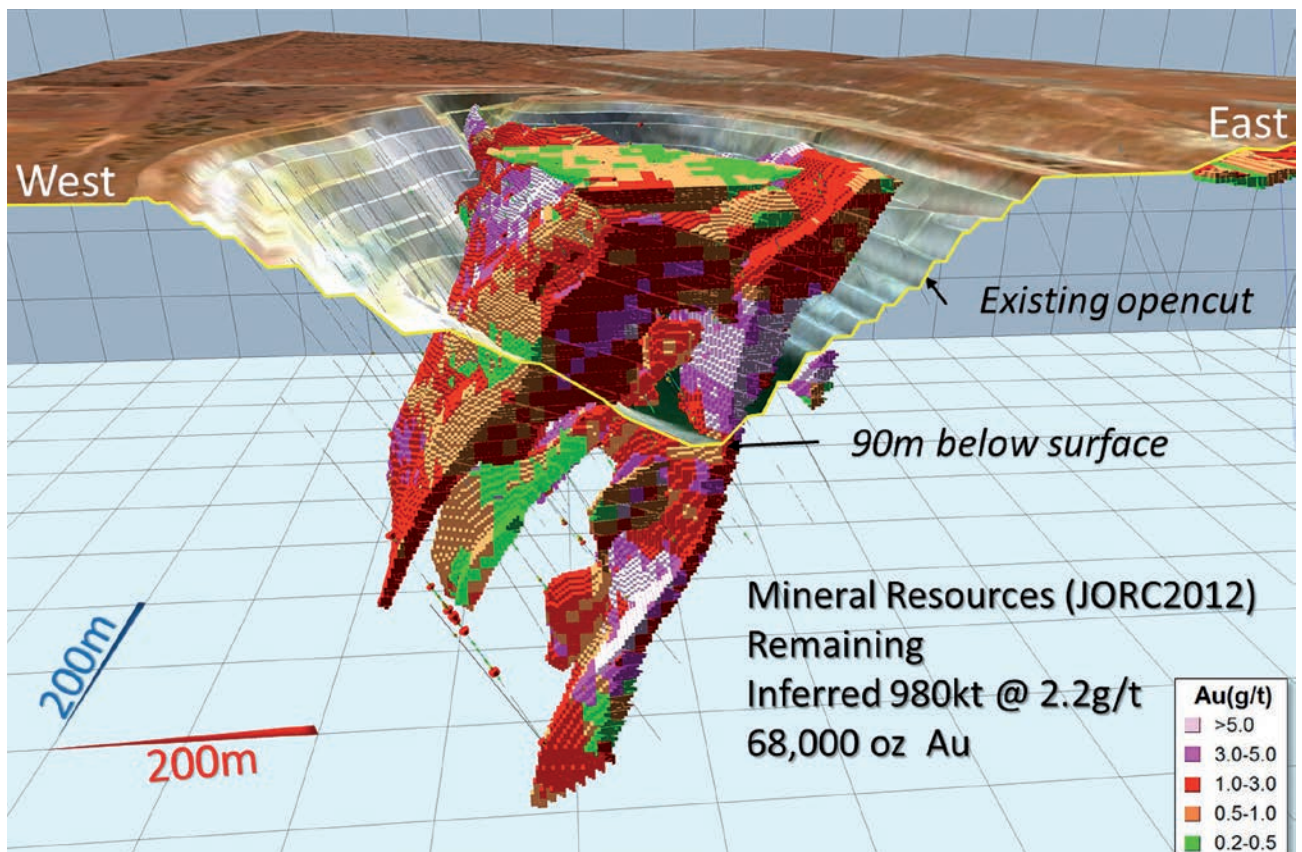 West
East
Existing opencut
90m below surface
Mineral Resources (JORC2012)
Remaining
Inferred 980kt @ 2.2g/t
68,000 oz Au
200m
200m
Au(g/t)
>5.0
3.0-5.0
1.0-3.0
0.5-1.0
0.2-0.5